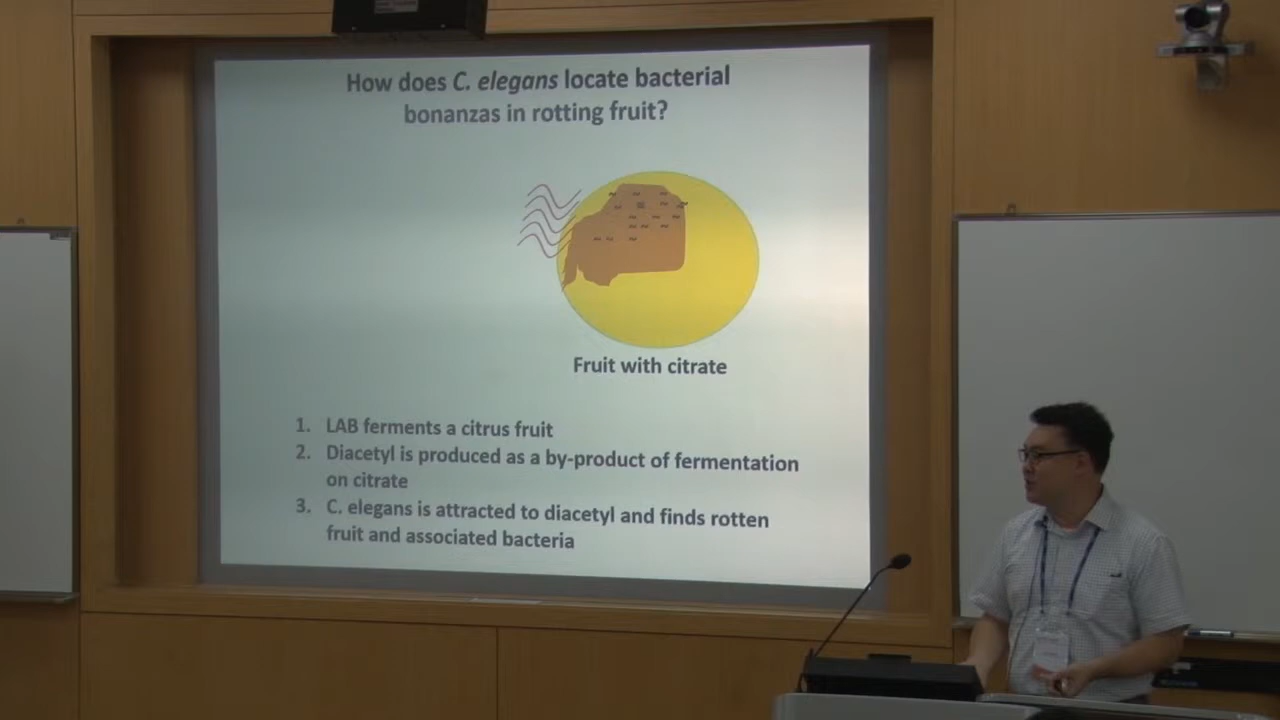 How does C. elegans locate bacterial
bonanzas in rotting fruit?
Fruit with citrate
1. LAB ferments a citrus fruit
2. Diacetyl is produced as a by-product of fermentation
on citrate
3. C. elegans is attracted to diacetyl and finds rotten
fruit and associated bacteria